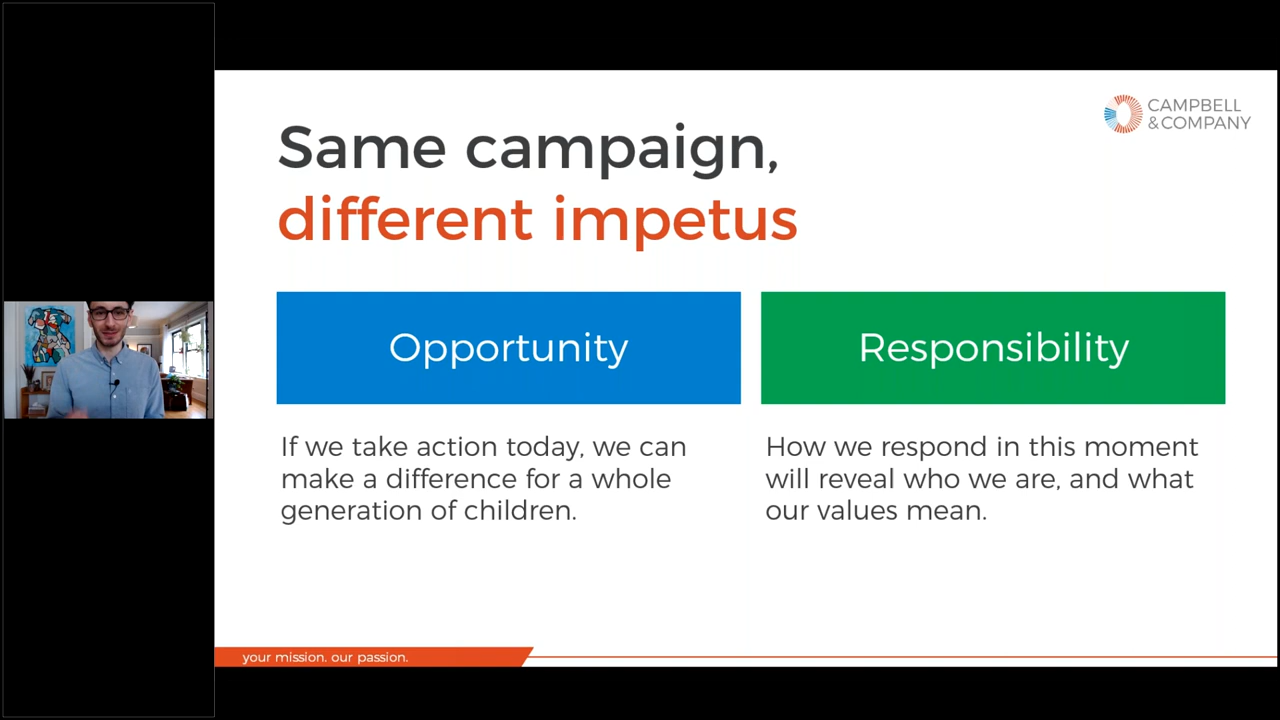 CAMPBELL
&COMPANY
Same campaign,
different impetus
Opportunity
Responsibility
If we take action today, we can
make a difference for a whole
generation of children.
How we respond in this moment
will reveal who we are, and what
our values mean.
your mission. our passion.